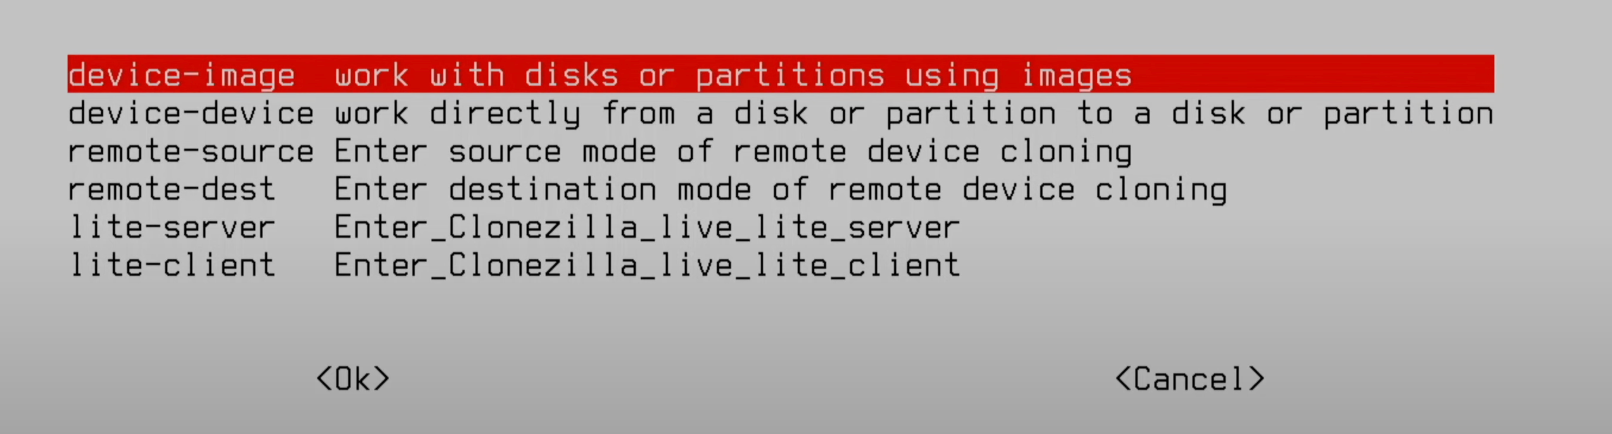 device-image work with disks or partitions using images
device-device work directly from a disk or partition to a disk or partition
remote-source Enter source mode of remote device cloning
remote-dest Enter destination mode of remote device cloning
lite-server Enter_Clonezilla_live_lite_server
lite-client Enter_Clonezilla_live_lite_client
<Ok> <Cancel>